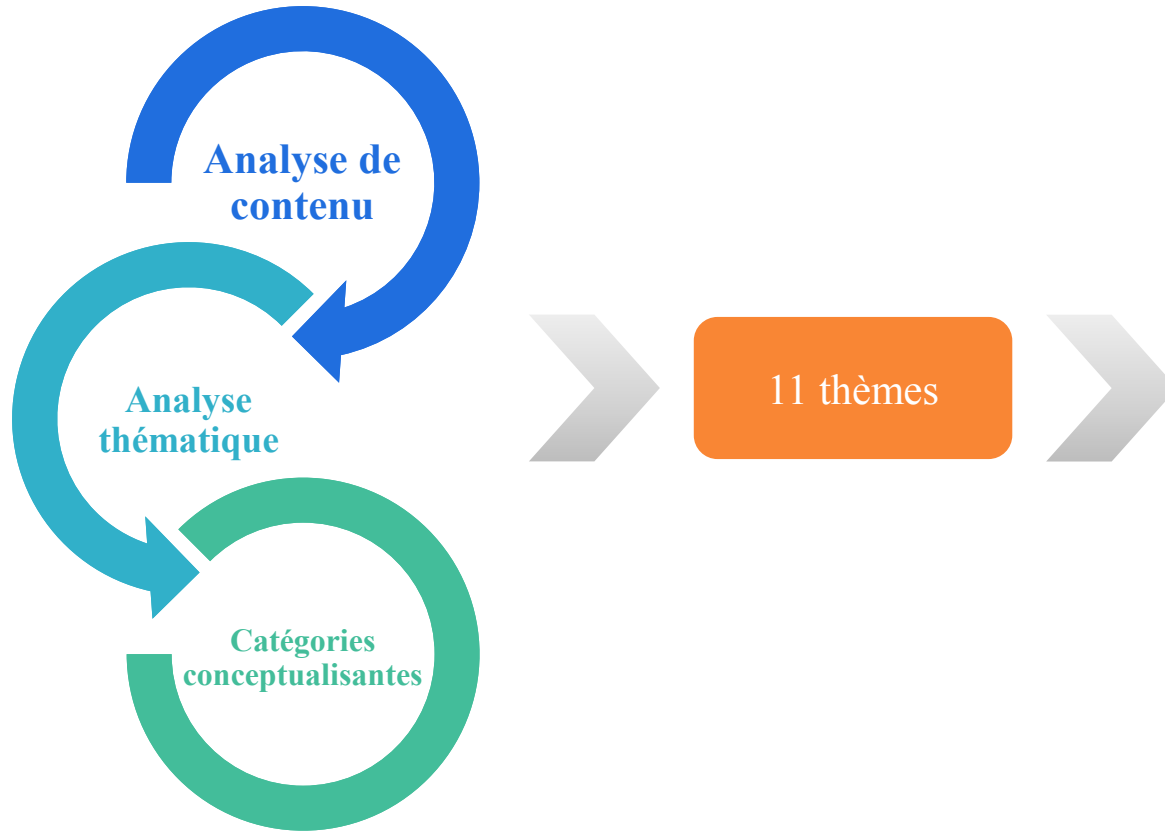 Analyse de
contenu
Analyse
thématique
Catégories
conceptualisantes
11 thèmes